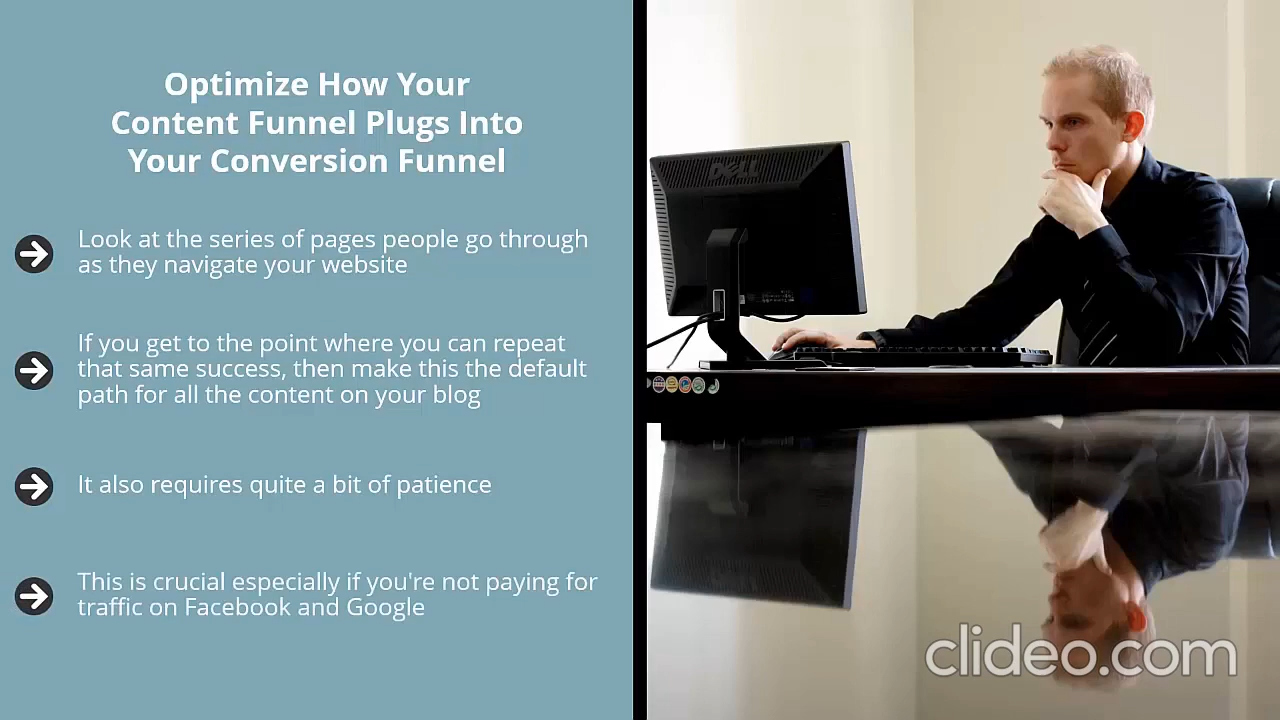 Optimize How Your
Content Funnel Plugs Into
Your Conversion Funnel
Look at the series of pages people go through
as they navigate your website
If you get to the point where you can repeat
that same success, then make this the default
path for all the content on your blog
It also requires quite a bit of patience
This is crucial especially if you're not paying for
traffic on Facebook and Google
DELL
clideo.com